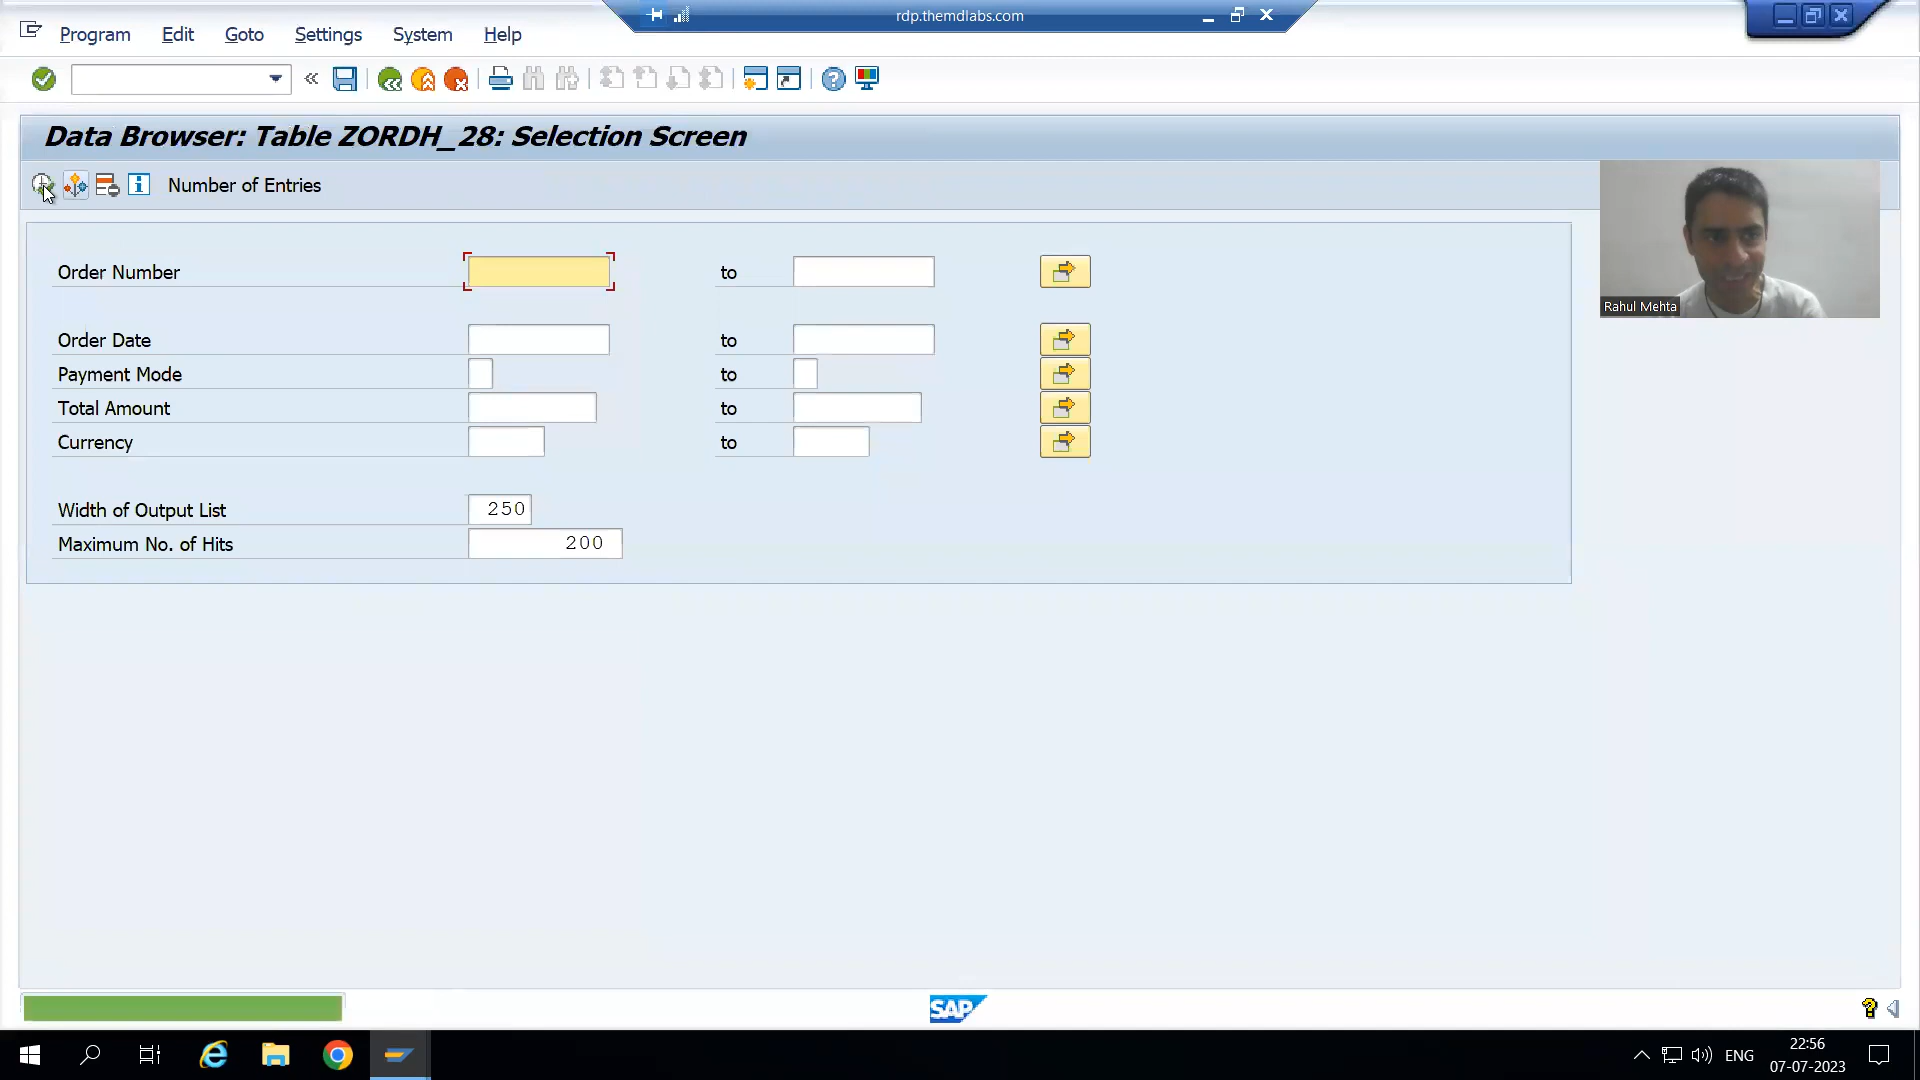 rdp.themdlabs.com
Program Edit Goto Settings System Help
Data Browser: Table ZORDH_28: Selection Screen
Number of Entries
Order Number to
Order Date to
Payment Mode to
Total Amount to
Currency to
Width of Output List 250
Maximum No. of Hits 200
Rahul Mehta
SAP
ENG
22:56
07-07-2023